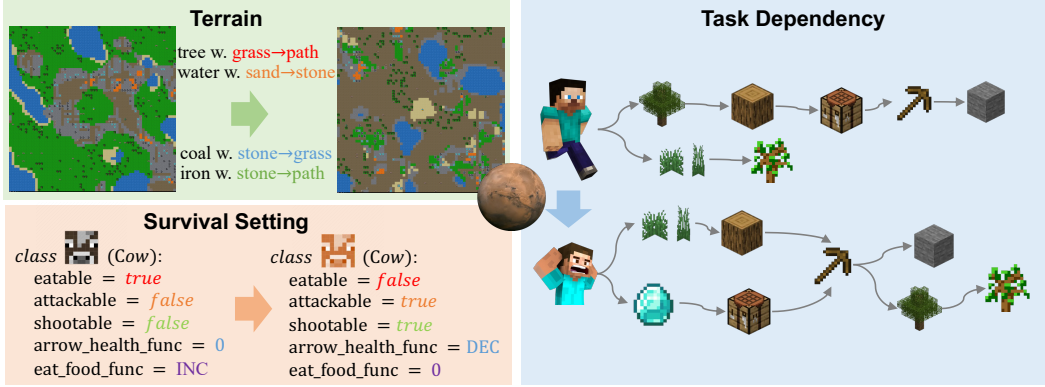 Terrain
tree w. grass→path
water w. sand→stone
coal w. stone→grass
iron w. stone→path
Survival Setting
class (Cow):
eatable = true
attackable = false
shootable = false
arrow_health_func = 0
eat_food_func = INC
class (Cow):
eatable = false
attackable = true
shootable = true
arrow_health_func = DEC
eat_food_func = 0
Task Dependency